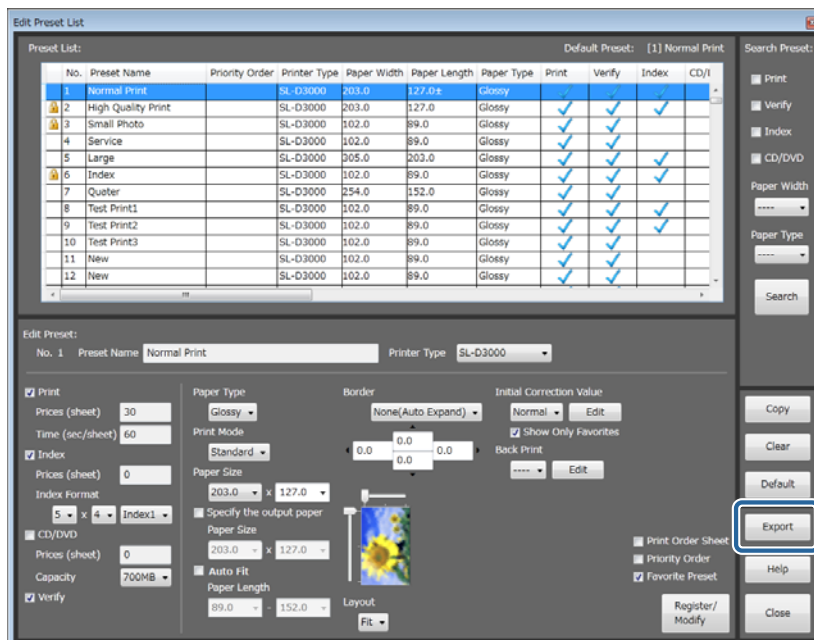 Edit Preset List
Preset List:
Default Preset: [1] Normal Print
No. Preset Name Priority Order Printer Type Paper Width Paper Length Paper Type Print Verify Index CD/I
1 Normal Print SL-D3000 203.0 127.0± Glossy
2 High Quality Print SL-D3000 203.0 127.0 Glossy
3 Small Photo SL-D3000 102.0 89.0 Glossy
4 Service SL-D3000 102.0 89.0 Glossy
5 Large SL-D3000 305.0 203.0 Glossy
6 Index SL-D3000 102.0 89.0 Glossy
7 Quater SL-D3000 254.0 152.0 Glossy
8 Test Print1 SL-D3000 102.0 89.0 Glossy
9 Test Print2 SL-D3000 102.0 89.0 Glossy
10 Test Print3 SL-D3000 102.0 89.0 Glossy
11 New SL-D3000 102.0 89.0 Glossy
12 New SL-D3000 102.0 89.0 Glossy
Search Preset:
Print
Verify
Index
CD/DVD
Paper Width
----
Paper Type
----
Search
Edit Preset:
No. 1 Preset Name Normal Print Printer Type SL-D3000
Print
Prices (sheet) 30
Time (sec/sheet) 60
Index
Prices (sheet) 0
Index Format
5 x 4 Index1
CD/DVD
Prices (sheet) 0
Capacity 700MB
Verify
Paper Type
Glossy
Print Mode
Standard
Paper Size
203.0 x 127.0
Specify the output paper
Paper Size
203.0 x 127.0
Auto Fit
Paper Length
89.0 - 152.0
Border
None(Auto Expand)
0.0
0.0 0.0
0.0
Layout
Fit
Initial Correction Value
Normal Edit
Show Only Favorites
Back Print
---- Edit
Print Order Sheet
Priority Order
Favorite Preset
Register/
Modify
Copy
Clear
Default
Export
Help
Close